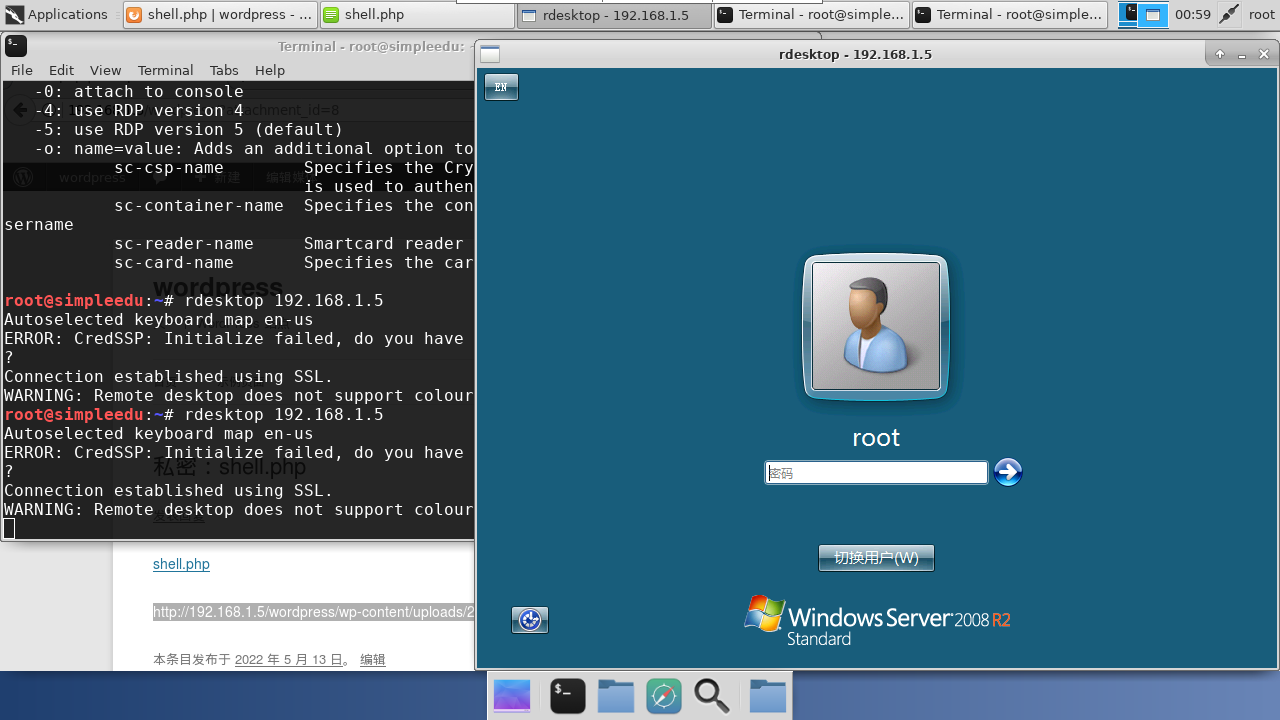 Applications
shell.php | wordpress - ...
shell.php
rdesktop - 192.168.1.5
Terminal - root@simple...
Terminal - root@simple...
00:59
root
Terminal - root@simpleedu:
File Edit View Terminal Tabs Help
-0: attach to console
-4: use RDP version 4
-5: use RDP version 5 (default)
-o: name=value: Adds an additional option to
sc-csp-name Specifies the Cry
is used to authen
sc-container-name Specifies the con
sername
sc-reader-name Smartcard reader
sc-card-name Specifies the car
wordpress
root@simpleedu:~# rdesktop 192.168.1.5
Autoselected keyboard map en-us
ERROR: CredSSP: Initialize failed, do you have
?
Connection established using SSL.
WARNING: Remote desktop does not support colour
root@simpleedu:~# rdesktop 192.168.1.5
Autoselected keyboard map en-us
ERROR: CredSSP: Initialize failed, do you have
私密：shell.php
?
Connection established using SSL.
WARNING: Remote desktop does not support colour
shell.php
http://192.168.1.5/wordpress/wp-content/uploads/2
本条目发布于 2022 年 5 月 13 日。 编辑
rdesktop - 192.168.1.5
EN
root
密码
切换用户(W)
Windows Server 2008 R2
Standard